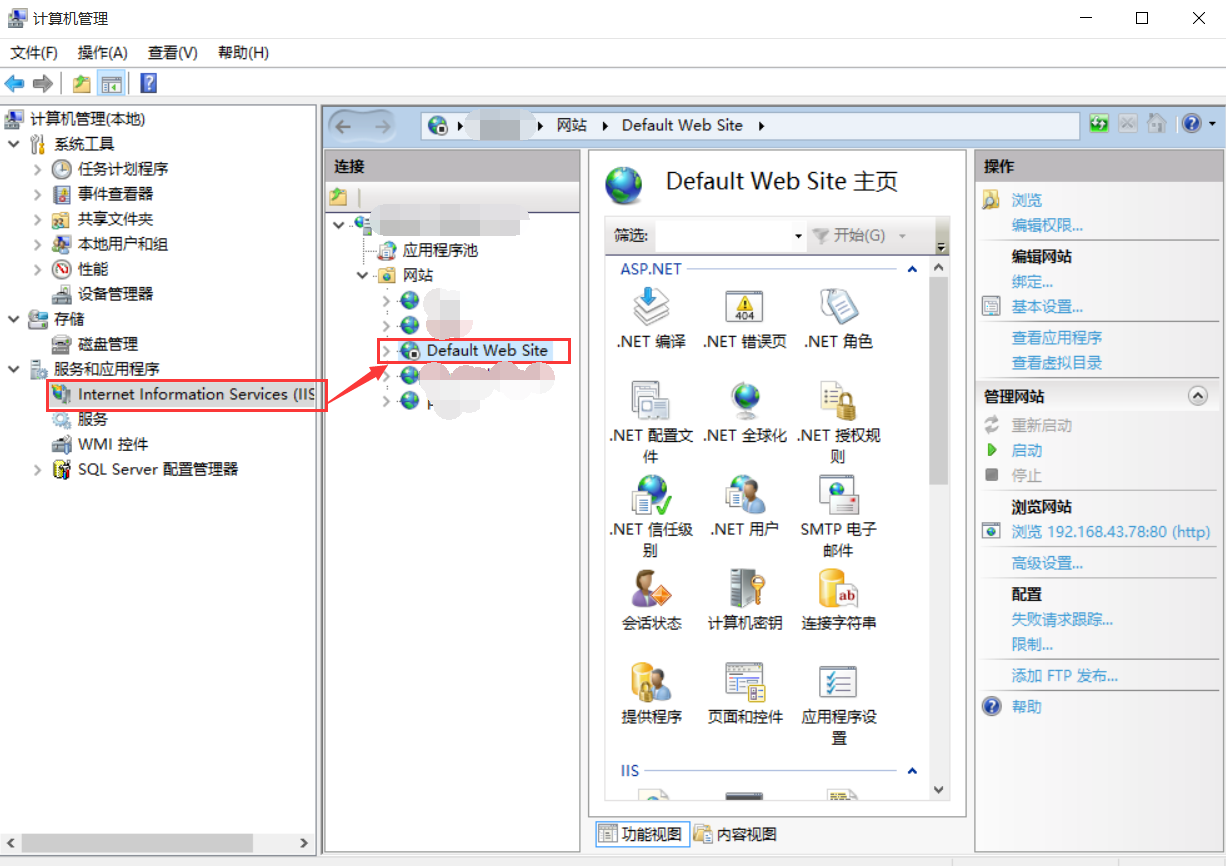 计算机管理
文件(F) 操作(A) 查看(V) 帮助(H)
计算机管理(本地)
系统工具
任务计划程序
事件查看器
共享文件夹
本地用户和组
性能
设备管理器
存储
磁盘管理
服务和应用程序
Internet Information Services (IIS
服务
WMI 控件
SQL Server 配置管理器
网站 Default Web Site
连接
应用程序池
网站
Default Web Site
Default Web Site 主页
筛选: 开始(G)
ASP.NET
.NET 编译 .NET 错误页 .NET 角色
.NET 配置文件 .NET 全球化 .NET 授权规则
.NET 信任级别 .NET 用户 SMTP 电子邮件
会话状态 计算机密钥 连接字符串
提供程序 页面和控件 应用程序设置
IIS
功能视图 内容视图
操作
浏览
编辑权限...
编辑网站
绑定...
基本设置...
查看应用程序
查看虚拟目录
管理网站
重新启动
启动
停止
浏览网站
浏览 192.168.43.78:80 (http)
高级设置...
配置
失败请求跟踪...
限制...
添加 FTP 发布...
帮助